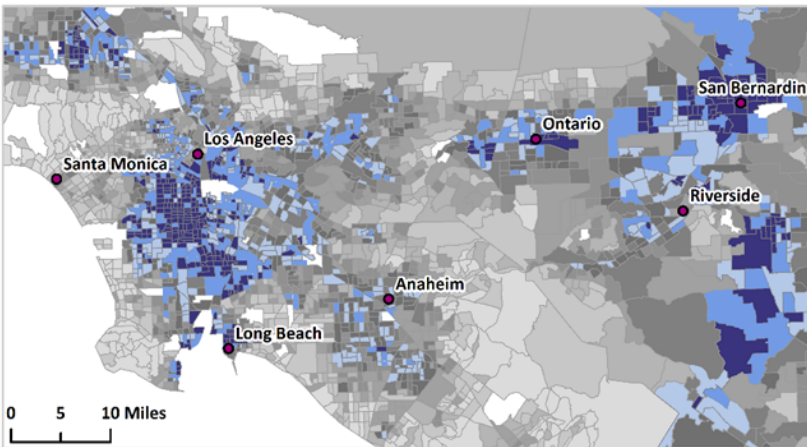 San Bernardin
Ontario
Los Angeles
Santa Monica
Riverside
Anaheim
Long Beach
0 5 10 Miles